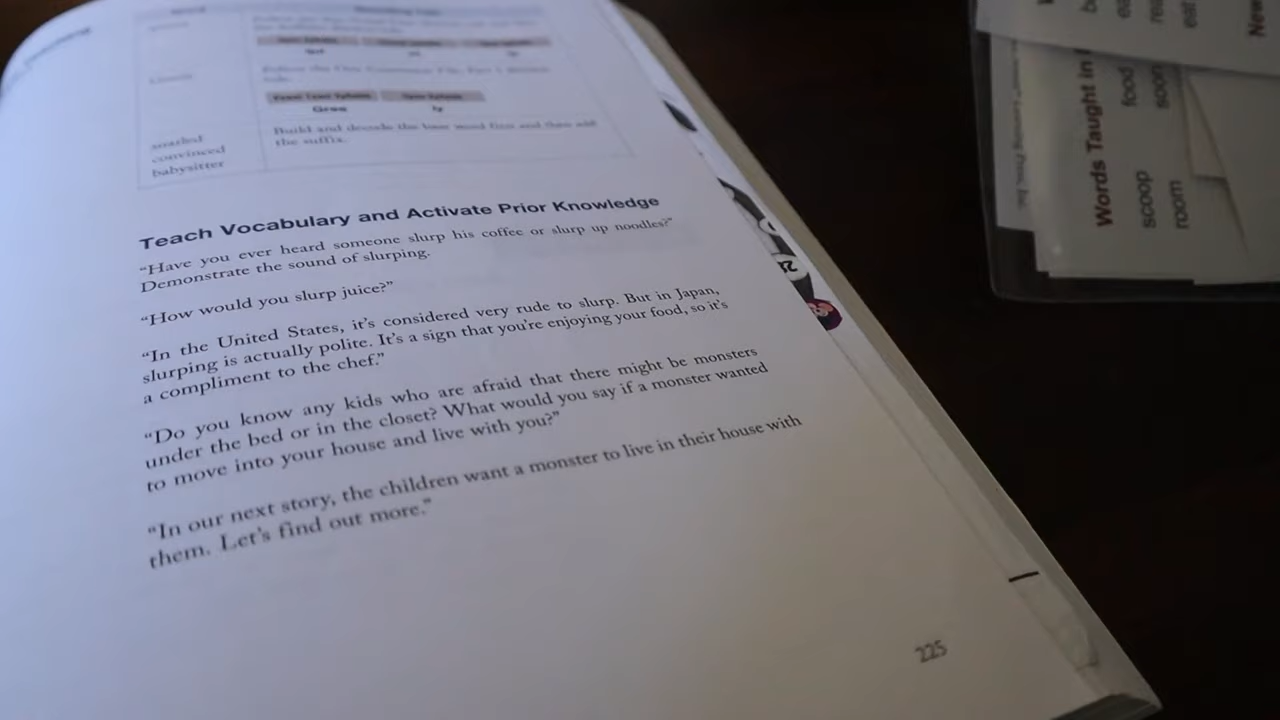 Build and decode the base word first and then add
the suffix.
convinced
babysitter
Teach Vocabulary and Activate Prior Knowledge
“Have you ever heard someone slurp his coffee or slurp up noodles?”
Demonstrate the sound of slurping.
“How would you slurp juice?”
“In the United States, it’s considered very rude to slurp. But in Japan,
slurping is actually polite. It’s a sign that you’re enjoying your food, so it’s
a compliment to the chef.”
“Do you know any kids who are afraid that there might be monsters
under the bed or in the closet? What would you say if a monster wanted
to move into your house and live with you?”
“In our next story, the children want a monster to live in their house with
them. Let’s find out more.”
225
Words Taught in
scoop food
room soon
eat
New